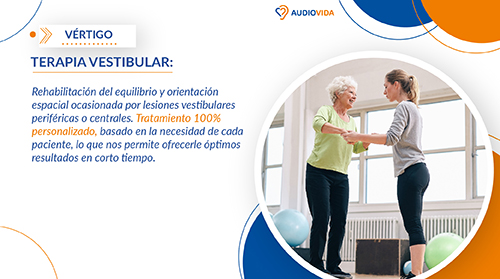 AUDIOVIDA
VÉRTIGO
TERAPIA VESTIBULAR:
Rehabilitación del equilibrio y orientación
espacial ocasionada por lesiones vestibulares
periféricas o centrales. Tratamiento 100%
personalizado, basado en la necesidad de cada
paciente, lo que nos permite ofrecerle óptimos
resultados en corto tiempo.